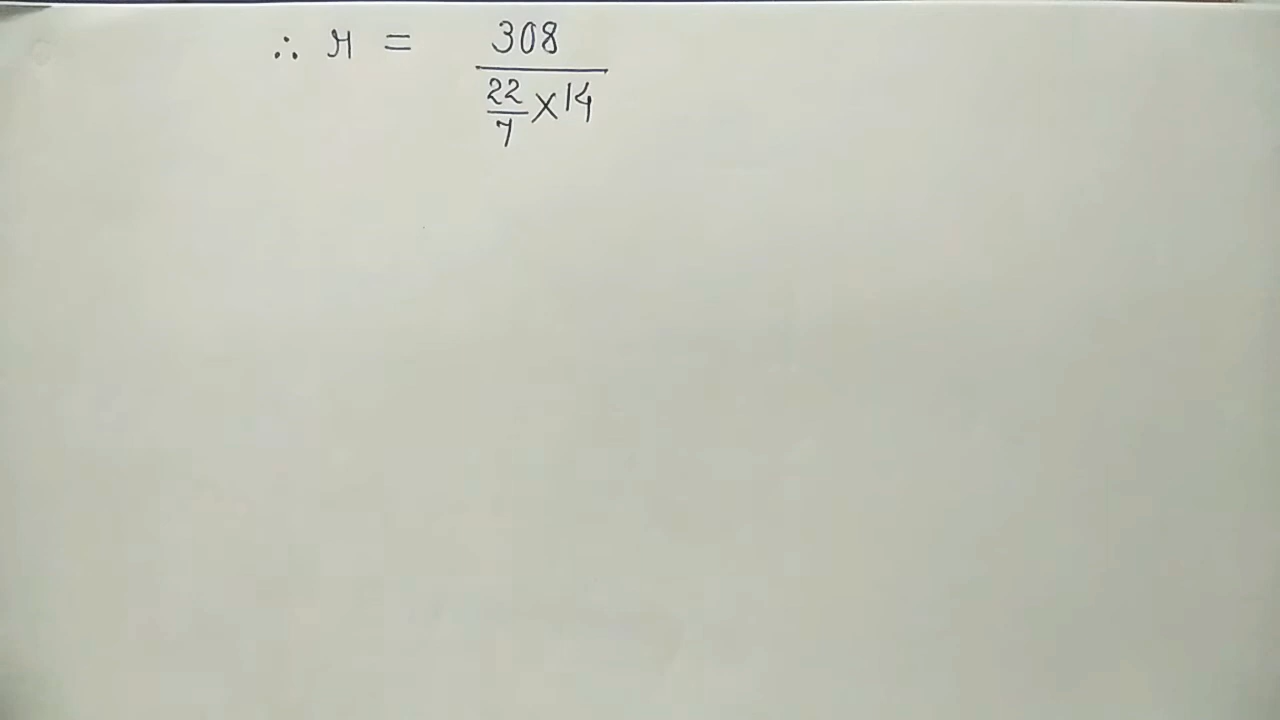 ∴ r = 308 / (22/7 × 14)